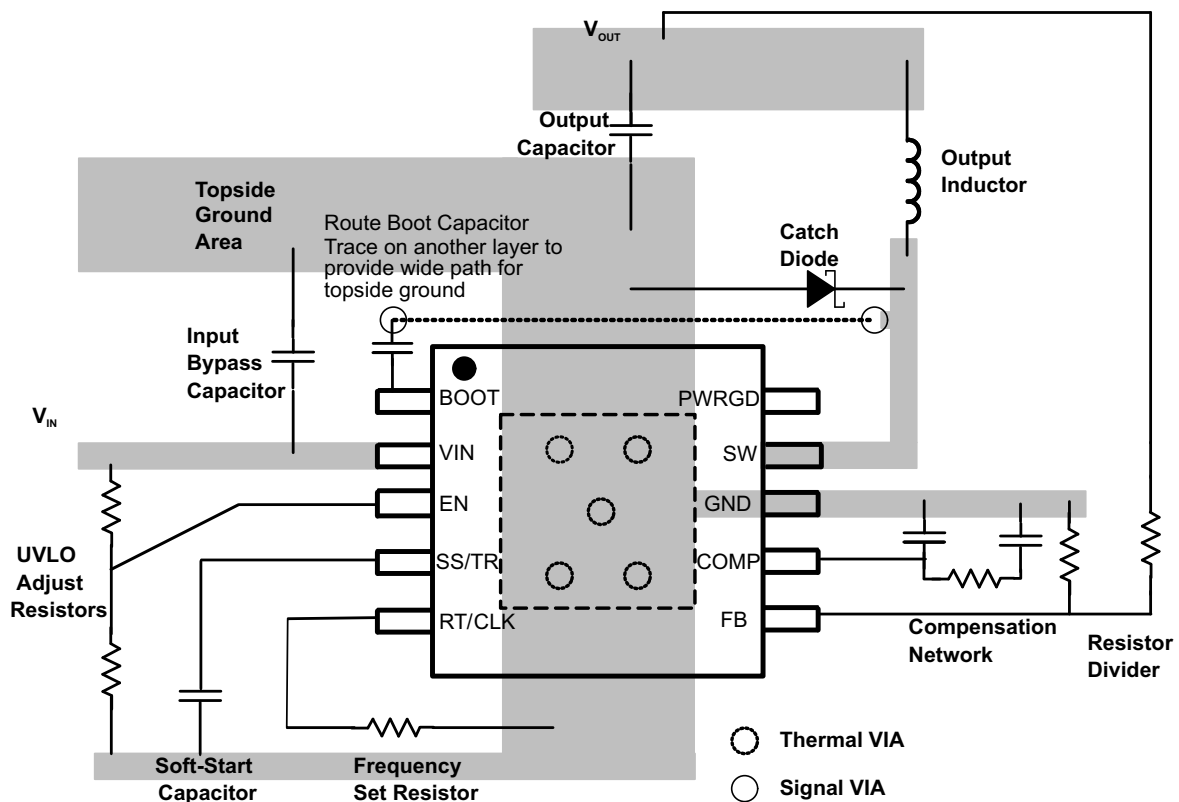 VOUT
Output
Capacitor
Output
Inductor
Topside
Ground
Area
Route Boot Capacitor
Trace on another layer to
provide wide path for
topside ground
Catch
Diode
Input
Bypass
Capacitor
VIN
BOOT
VIN
EN
SS/TR
RT/CLK
PWRGD
SW
GND
COMP
FB
UVLO
Adjust
Resistors
Compensation
Network
Resistor
Divider
Soft-Start
Capacitor
Frequency
Set Resistor
Thermal VIA
Signal VIA